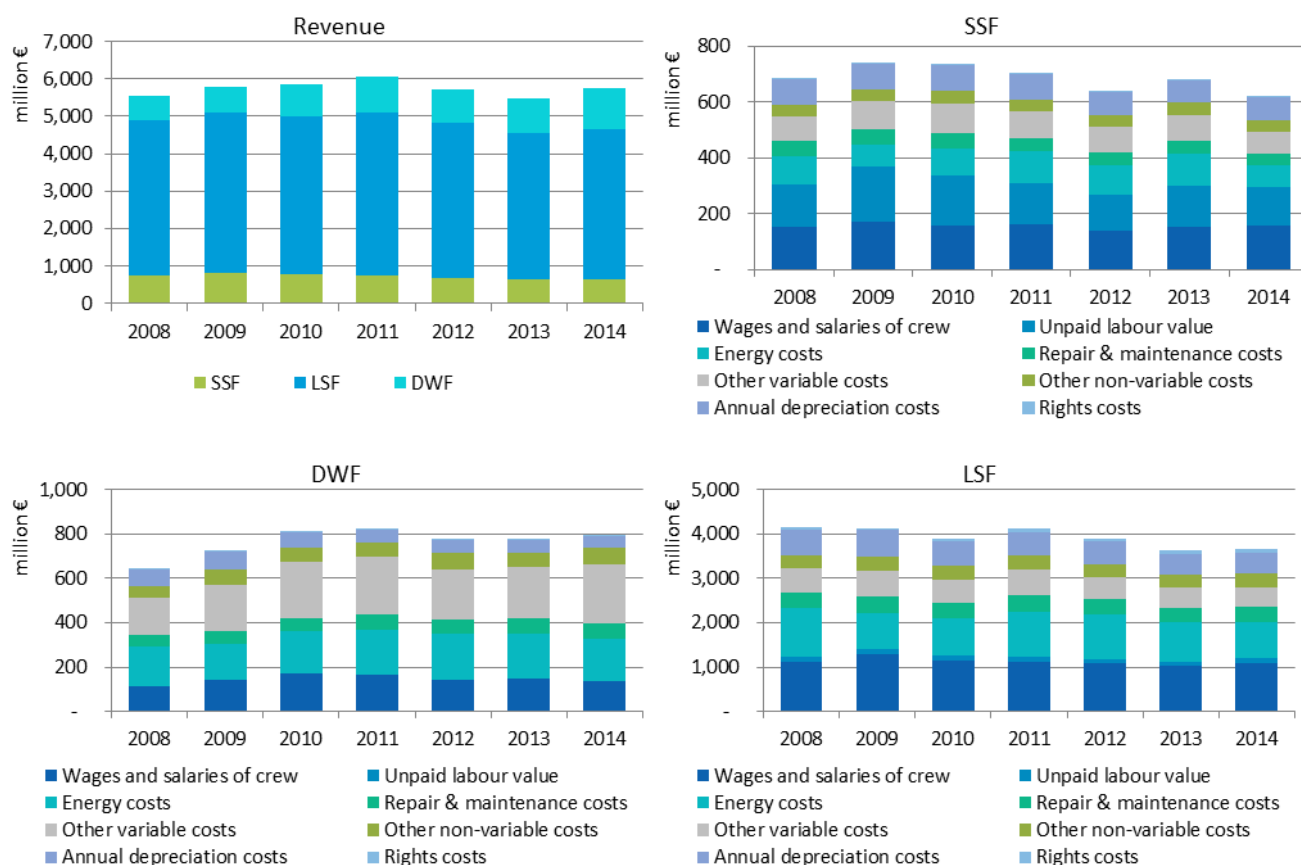 Revenue
million €
7,000
6,000
5,000
4,000
3,000
2,000
1,000
0
2008 2009 2010 2011 2012 2013 2014
SSF LSF DWF
SSF
million €
800
600
400
200
-
2008 2009 2010 2011 2012 2013 2014
Wages and salaries of crew Unpaid labour value
Energy costs Repair & maintenance costs
Other variable costs Other non-variable costs
Annual depreciation costs Rights costs
DWF
million €
1,000
800
600
400
200
-
2008 2009 2010 2011 2012 2013 2014
Wages and salaries of crew Unpaid labour value
Energy costs Repair & maintenance costs
Other variable costs Other non-variable costs
Annual depreciation costs Rights costs
LSF
million €
5,000
4,000
3,000
2,000
1,000
-
2008 2009 2010 2011 2012 2013 2014
Wages and salaries of crew Unpaid labour value
Energy costs Repair & maintenance costs
Other variable costs Other non-variable costs
Annual depreciation costs Rights costs